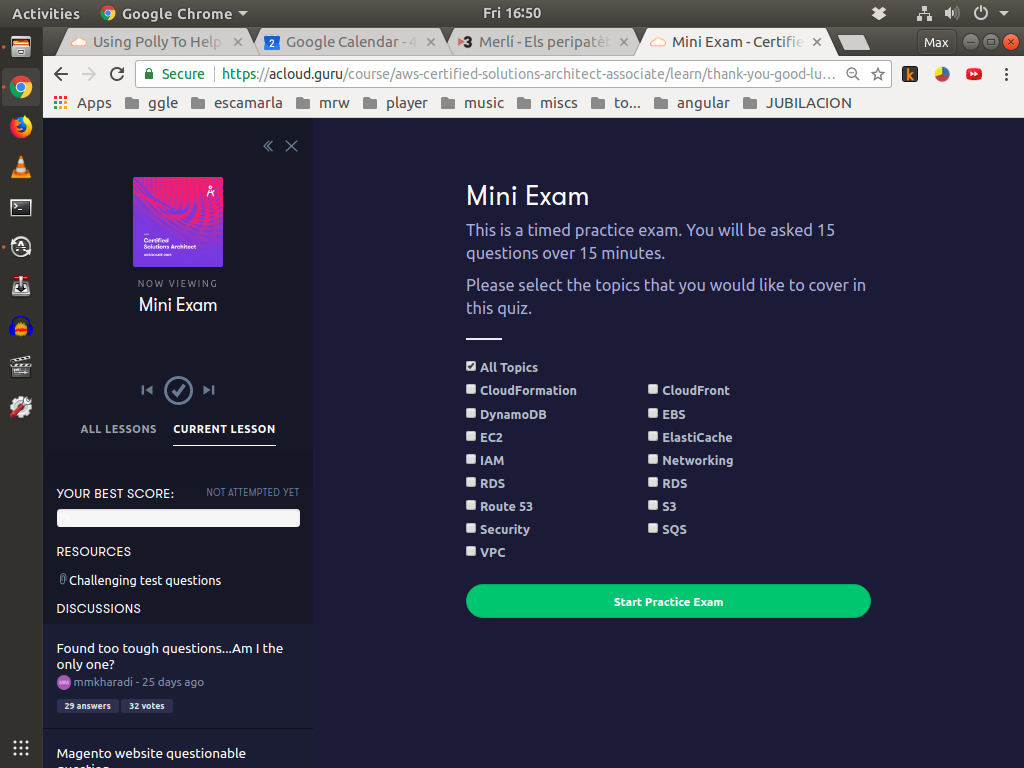 Activities
Google Chrome
Fri 16:50
Using Polly To Help
Google Calendar - 4
Merlí - Els peripatèt
Mini Exam - Certifie
Max
Secure
https://acloud.guru/course/aws-certified-solutions-architect-associate/learn/thank-you-good-lu...
Apps
ggle
escamarla
mrw
player
music
miscs
to...
angular
JUBILACION
Certified
Solutions Architect
NOW VIEWING
Mini Exam
ALL LESSONS
CURRENT LESSON
YOUR BEST SCORE:
NOT ATTEMPTED YET
RESOURCES
Challenging test questions
DISCUSSIONS
Found too tough questions...Am I the
only one?
mmkharadi - 25 days ago
29 answers
32 votes
Magento website questionable
Mini Exam
This is a timed practice exam. You will be asked 15
questions over 15 minutes.
Please select the topics that you would like to cover in
this quiz.
All Topics
CloudFormation
CloudFront
DynamoDB
EBS
EC2
ElastiCache
IAM
Networking
RDS
RDS
Route 53
S3
Security
SQS
VPC
Start Practice Exam